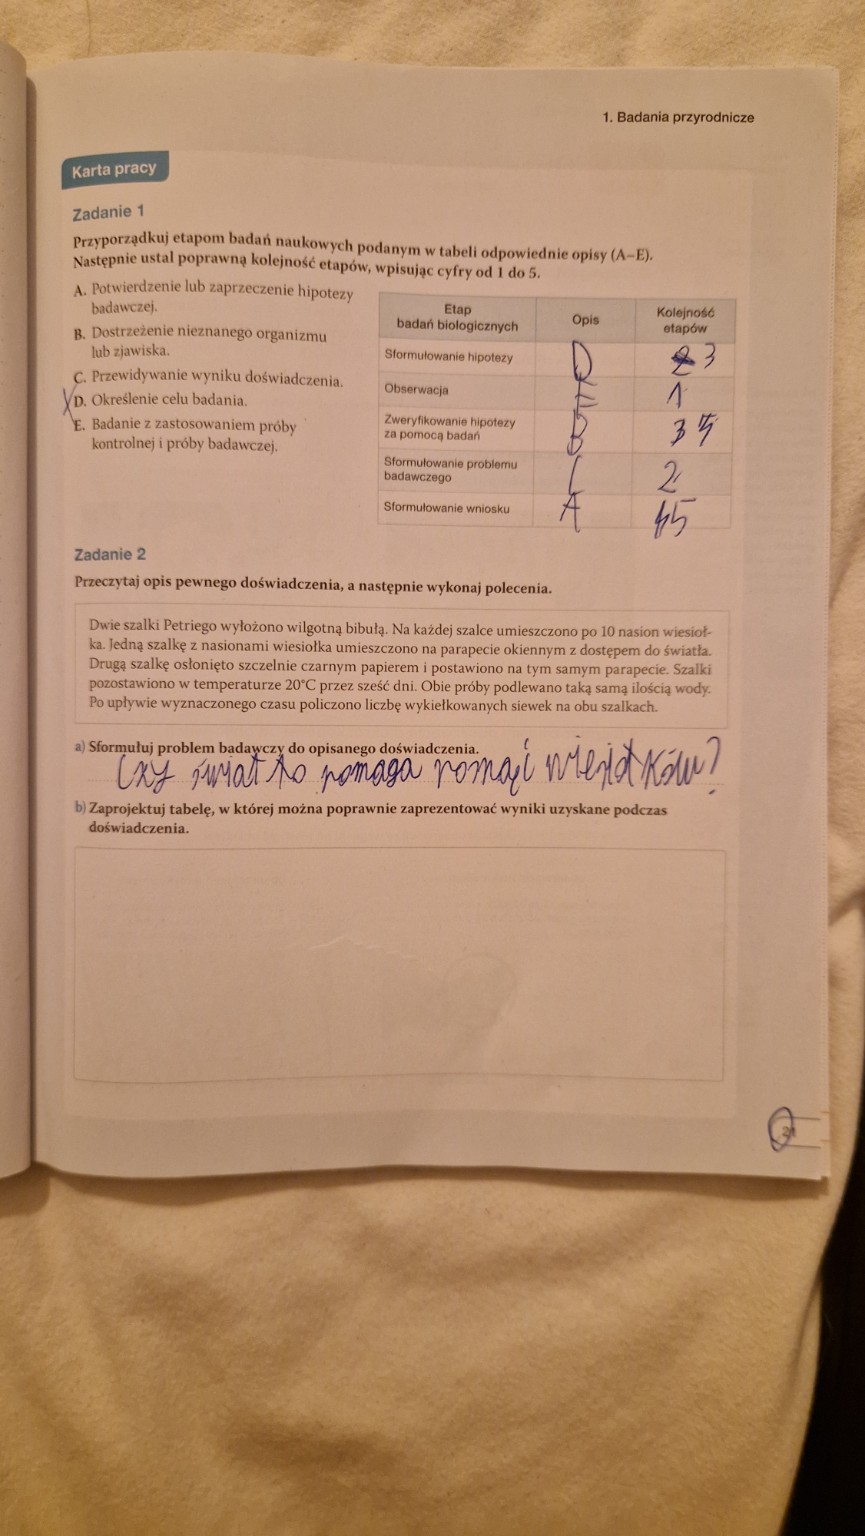 1. Badania przyrodnicze
Karta pracy
Zadanie 1
Przyporządkuj etapom badań naukowych podanym w tabeli odpowiednie opisy (A–E).
Następnie ustal poprawną kolejność etapów, wpisując cyfry od 1 do 5.
A. Potwierdzenie lub zaprzeczenie hipotezy
badawczej.
B. Dostrzeżenie nieznanego organizmu
lub zjawiska.
C. Przewidywanie wyniku doświadczenia.
D. Określenie celu badania.
E. Badanie z zastosowaniem próby
kontrolnej i próby badawczej.
Etap
badań biologicznych
Opis
Kolejność
etapów
Sformułowanie hipotezy D 3
Obserwacja E 1
Zweryfikowanie hipotezy
za pomocą badań B
Sformułowanie problemu
badawczego C 2
Sformułowanie wniosku A 5
Zadanie 2
Przeczytaj opis pewnego doświadczenia, a następnie wykonaj polecenia.
Dwie szalki Petriego wyłożono wilgotną bibułą. Na każdej szalce umieszczono po 10 nasion wiesioł-
ka. Jedną szalkę z nasionami wiesiołka umieszczono na parapecie okiennym z dostępem do światła.
Drugą szalkę osłonięto szczelnie czarnym papierem i postawiono na tym samym parapecie. Szalki
pozostawiono w temperaturze 20°C przez sześć dni. Obie próby podlewano taką samą ilością wody.
Po upływie wyznaczonego czasu policzono liczbę wykiełkowanych siewek na obu szalkach.
a) Sformułuj problem badawczy do opisanego doświadczenia.
Czy świat to pomaga
b) Zaprojektuj tabelę, w której można poprawnie zaprezentować wyniki uzyskane podczas
doświadczenia.
21